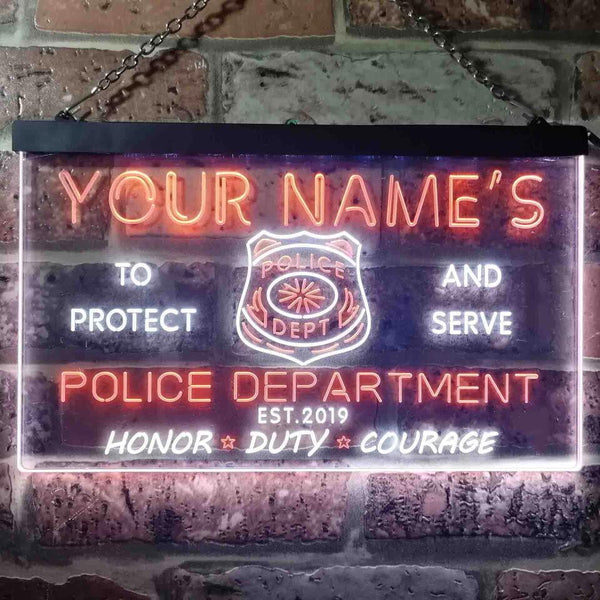 YOUR NAME'S
TO PROTECT
POLICE
DEPT
AND SERVE
POLICE DEPARTMENT
EST.2019
HONOR ☆ DUTY ☆ COURAGE